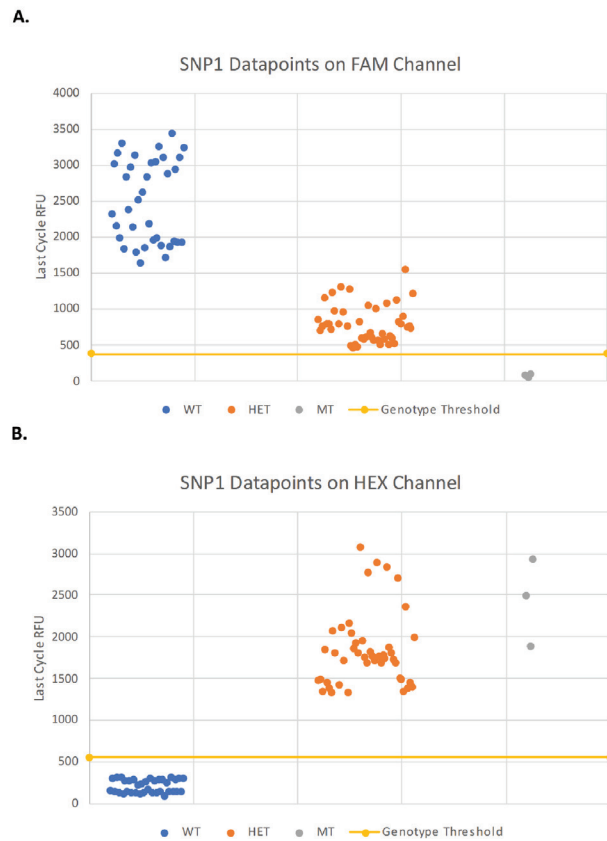 A.
SNP1 Datapoints on FAM Channel
4000
3500
3000
2500
2000
1500
1000
500
0
Last Cycle RFU
WT HET MT Genotype Threshold
B.
SNP1 Datapoints on HEX Channel
3500
3000
2500
2000
1500
1000
500
0
Last Cycle RFU
WT HET MT Genotype Threshold